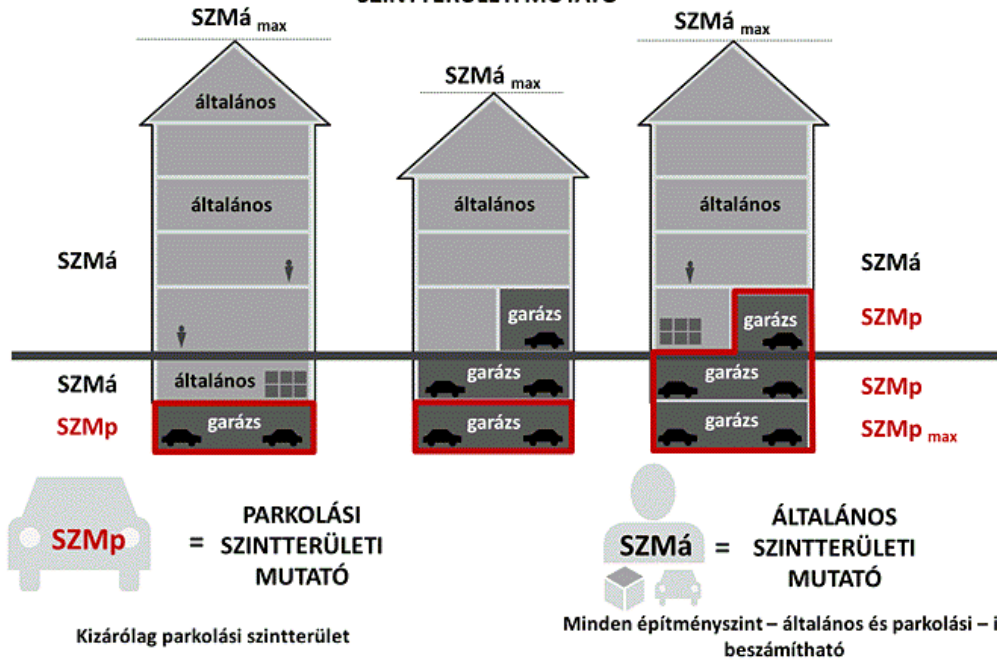 SZINTTERÜLETI MUTATÓ
SZMá max
SZMá max
SZMá max
általános
általános
általános
általános
SZMá
SZMá
garázs
garázs
SZMp
SZMá
általános
garázs
garázs
SZMp
SZMp
garázs
garázs
garázs
SZMp max
SZMp
=
PARKOLÁSI
SZINTTERÜLETI
MUTATÓ
SZMá
=
ÁLTALÁNOS
SZINTTERÜLETI
MUTATÓ
Kizárólag parkolási szintterület
Minden építményszint – általános és parkolási – i
beszámítható